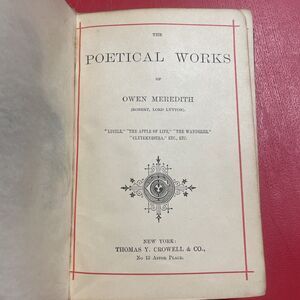 THE
POETICAL WORKS
OF
OWEN MEREDITH
(ROBERT, LORD LYTTON).
"LUCILE," "THE APPLE OF LIFE," "THE WANDERER,"
"CLYTEMNESTRA," ETC., ETC.
NEW YORK:
THOMAS Y. CROWELL & CO.,
No 13 ASTOR PLACE.